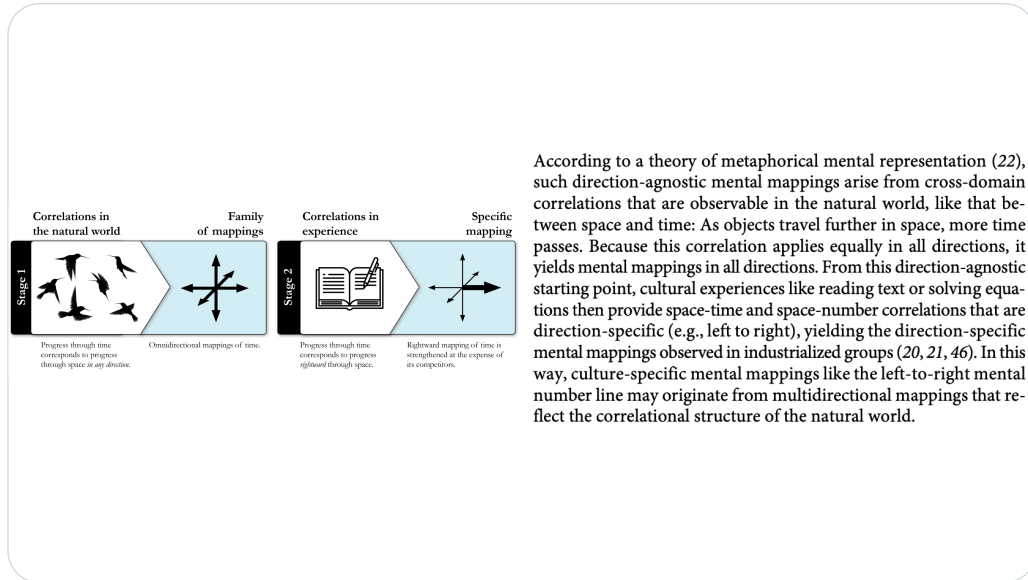 Correlations in
the natural world
Family
of mappings
Stage 1
Progress through time
corresponds to progress
through space in any direction.
Omnidirectional mappings of time.
Correlations in
experience
Specific
mapping
Stage 2
Progress through time
corresponds to progress
rightward through space.
Rightward mapping of time is
strengthened at the expense of
its competitors.
According to a theory of metaphorical mental representation (22),
such direction-agnostic mental mappings arise from cross-domain
correlations that are observable in the natural world, like that be-
tween space and time: As objects travel further in space, more time
passes. Because this correlation applies equally in all directions, it
yields mental mappings in all directions. From this direction-agnostic
starting point, cultural experiences like reading text or solving equa-
tions then provide space-time and space-number correlations that are
direction-specific (e.g., left to right), yielding the direction-specific
mental mappings observed in industrialized groups (20, 21, 46). In this
way, culture-specific mental mappings like the left-to-right mental
number line may originate from multidirectional mappings that re-
flect the correlational structure of the natural world.